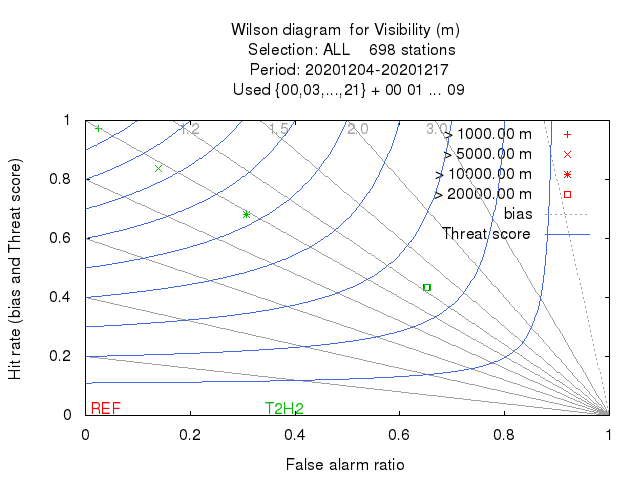 Wilson diagram for Visibility (m)
Selection: ALL 698 stations
Period: 20201204-20201217
Used {00,03,...,21} + 00 01 ... 09
Hit rate (bias and Threat score)
1
0.8
0.6
0.4
0.2
0
1.2
1.5
2.0
3.0
> 1000.00 m
> 5000.00 m
> 10000.00 m
> 20000.00 m
bias
Threat score
REF
T2H2
0 0.2 0.4 0.6 0.8 1
False alarm ratio